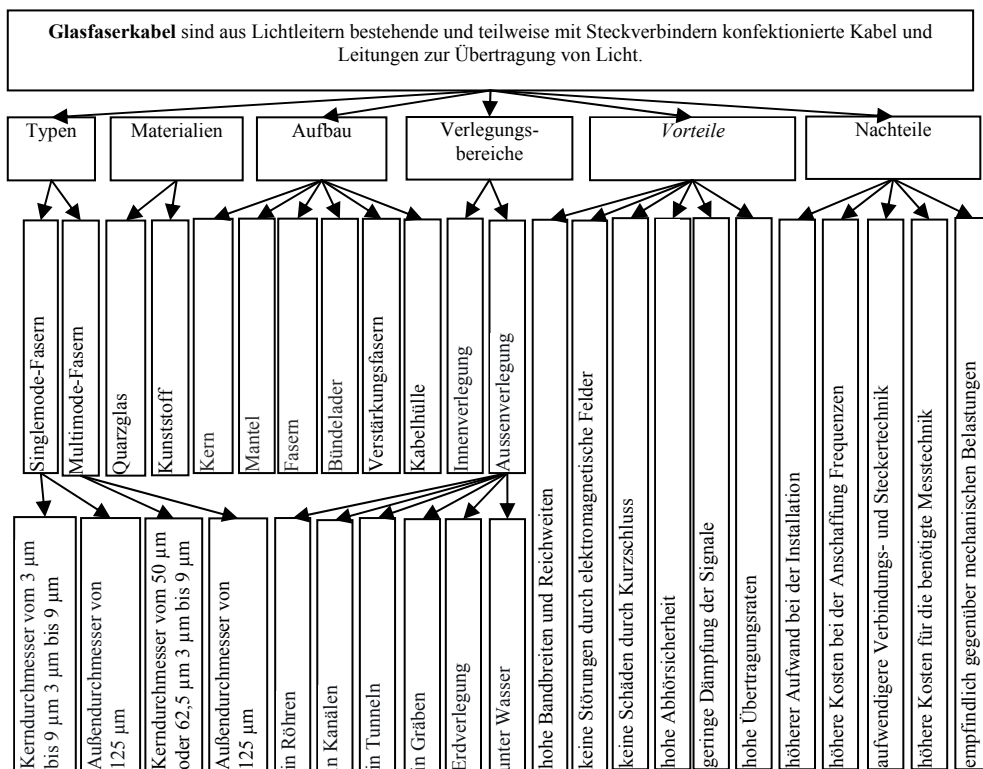 Glasfaserkabel sind aus Lichtleitern bestehende und teilweise mit Steckverbindern konfektionierte Kabel und
Leitungen zur Übertragung von Licht.
Typen
Materialien
Aufbau
Verlegungs-
bereiche
Vorteile
Nachteile
Singlemode-Fasern
Multimode-Fasern
Quarzglas
Kunststoff
Kern
Mantel
Fasern
Bündelader
Verstärkungsfasern
Kabelhülle
Innenverlegung
Aussenverlegung
hohe Bandbreiten und Reichweiten
keine Störungen durch elektromagnetische Felder
keine Schäden durch Kurzschluss
hohe Abhörsicherheit
geringe Dämpfung der Signale
hohe Übertragungsraten
höherer Aufwand bei der Installation
höhere Kosten bei der Anschaffung Frequenzen
aufwendigere Verbindungs- und Steckertechnik
höhere Kosten für die benötigte Messtechnik
empfindlich gegenüber mechanischen Belastungen
Kerndurchmesser vom 3 µm
bis 9 µm 3 µm bis 9 µm
Außendurchmesser von
125 µm
Kerndurchmesser vom 50 µm
oder 62,5 µm 3 µm bis 9 µm
Außendurchmesser von
125 µm
in Röhren
in Kanälen
in Tunneln
in Gräben
Erdverlegung
unter Wasser